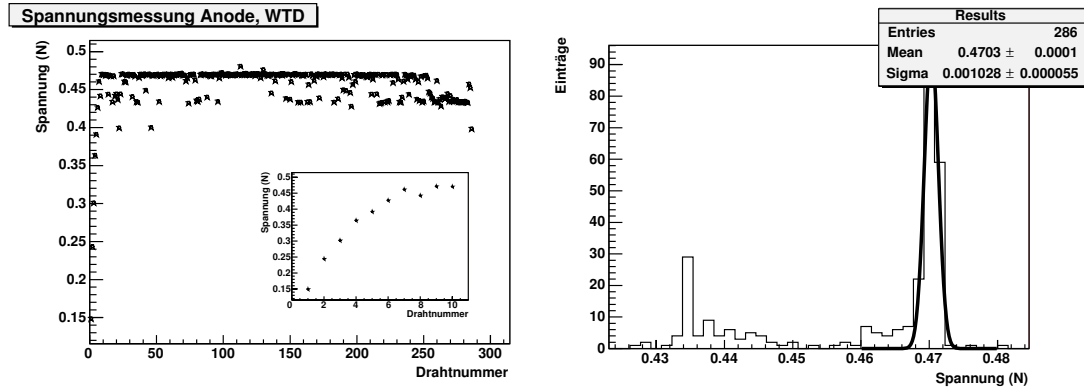 Spannungsmessung Anode, WTD
Spannung (N)
0.5
0.45
0.4
0.35
0.3
0.25
0.2
0.15
0 50 100 150 200 250 300
Drahtnummer
Spannung (N)
0.5
0.45
0.4
0.35
0.3
0.25
0.2
0.15
0 2 4 6 8 10
Drahtnummer
Results
Entries 286
Mean 0.4703 ± 0.0001
Sigma 0.001028 ± 0.000055
Einträge
90
80
70
60
50
40
30
20
10
0
0.43 0.44 0.45 0.46 0.47 0.48
Spannung (N)